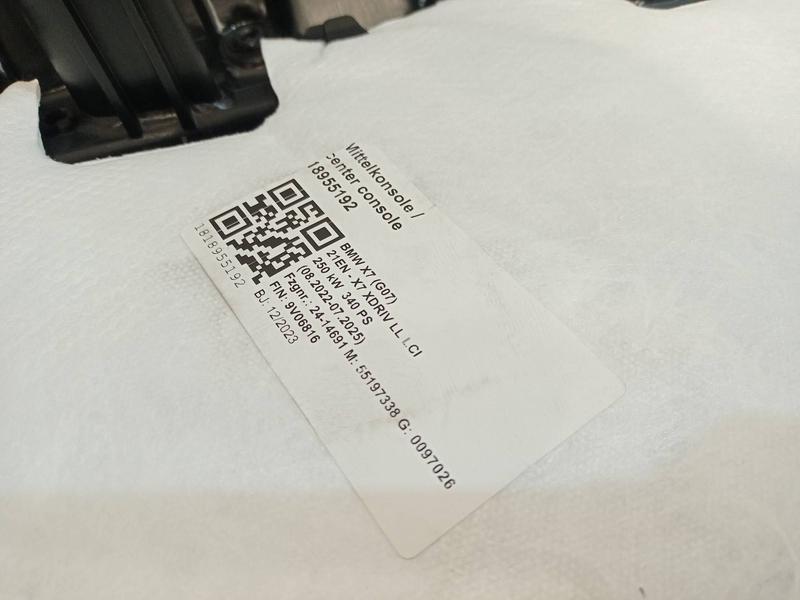 Mittelkonsole /
center console
18955192
1818955192
BMW X7 (G07)
21EN - X7 XDRIV LL LCI
250 kW 340 PS
(08.2022-07.2025)
Fzgnr.: 24-14691 M: 55197338 G: 0097026
FIN: 9V06816
BJ: 12/2023